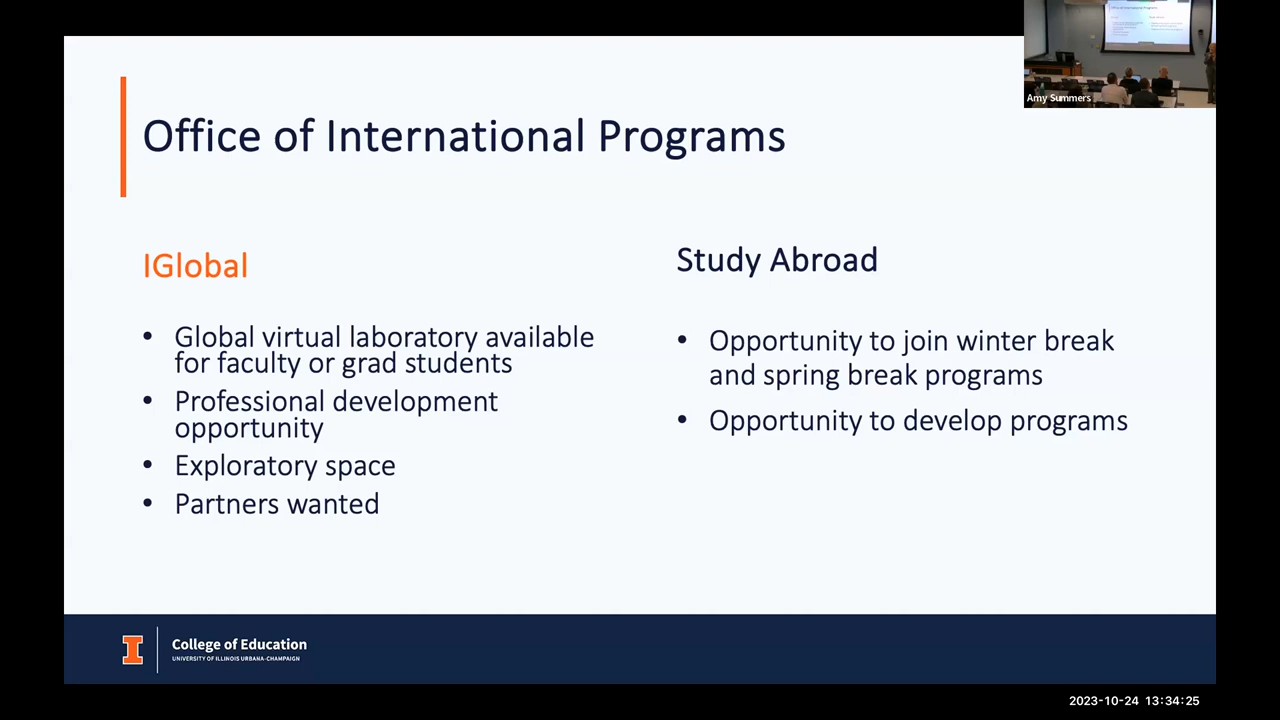 Office of International Programs
Amy Summers
IGlobal
• Global virtual laboratory available
for faculty or grad students
• Professional development
opportunity
• Exploratory space
• Partners wanted
Study Abroad
• Opportunity to join winter break
and spring break programs
• Opportunity to develop programs
I
College of Education
UNIVERSITY OF ILLINOIS URBANA-CHAMPAIGN
2023-10-24 13:34:25